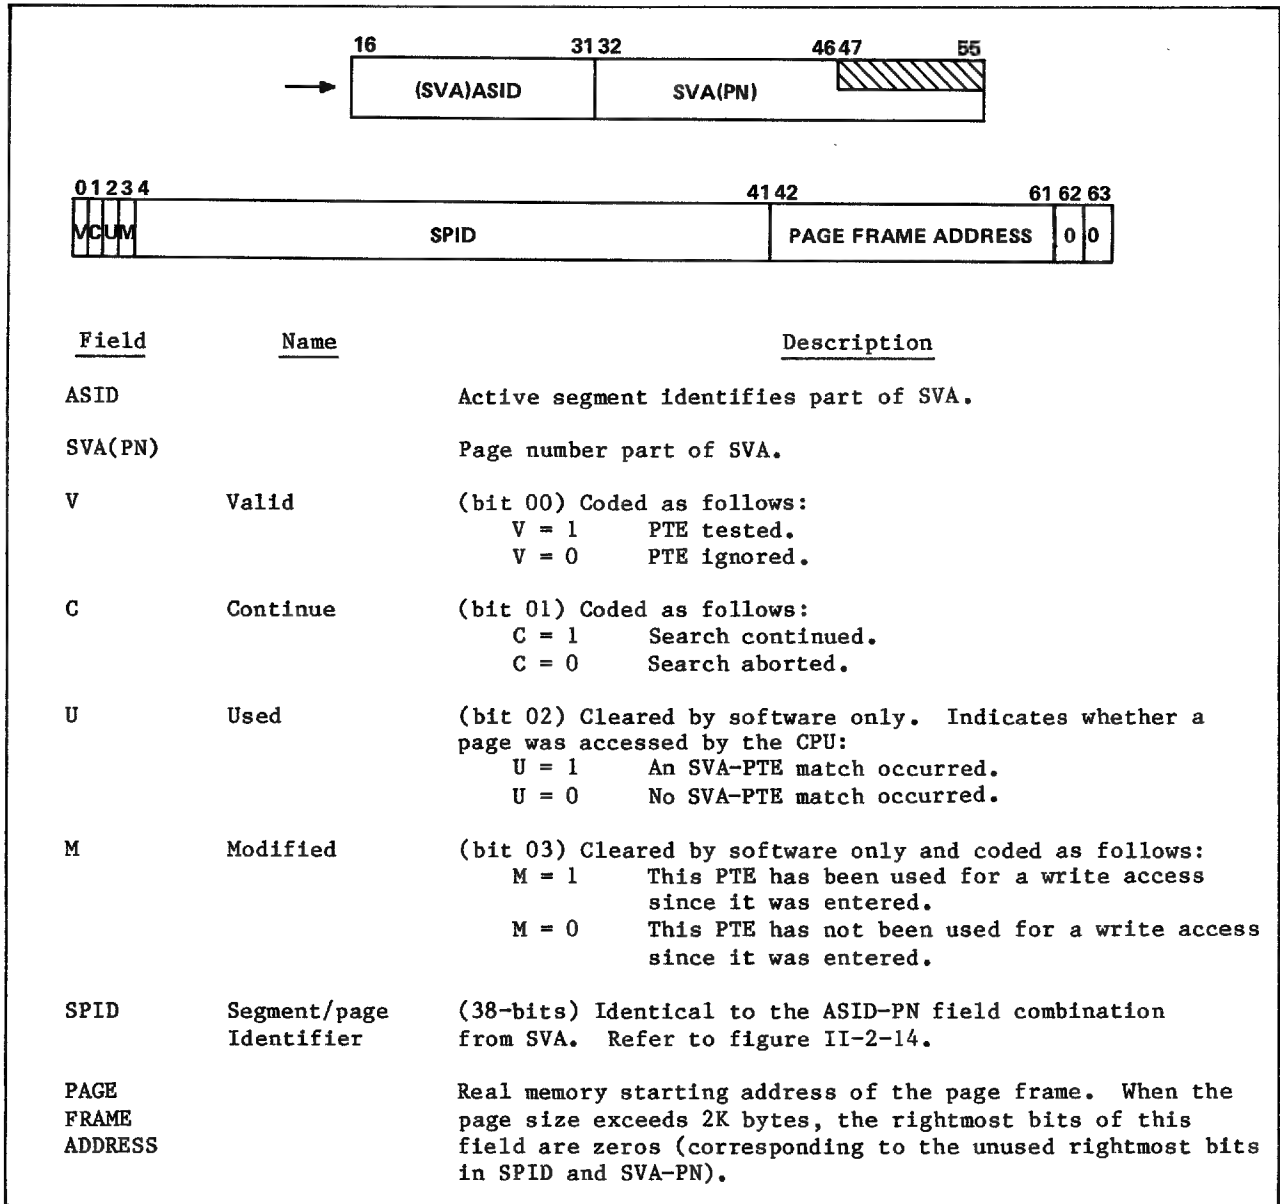 16 31 32 46 47 55
(SVA)ASID SVA(PN)
0 1 2 3 4 41 42 61 62 63
V C U M SPID PAGE FRAME ADDRESS 0 0
Field Name Description
ASID Active segment identifies part of SVA.
SVA(PN) Page number part of SVA.
V Valid (bit 00) Coded as follows:
V = 1 PTE tested.
V = 0 PTE ignored.
C Continue (bit 01) Coded as follows:
C = 1 Search continued.
C = 0 Search aborted.
U Used (bit 02) Cleared by software only. Indicates whether a
page was accessed by the CPU:
U = 1 An SVA-PTE match occurred.
U = 0 No SVA-PTE match occurred.
M Modified (bit 03) Cleared by software only and coded as follows:
M = 1 This PTE has been used for a write access
since it was entered.
M = 0 This PTE has not been used for a write access
since it was entered.
SPID Segment/page (38-bits) Identical to the ASID-PN field combination
Identifier from SVA. Refer to figure II-2-14.
PAGE Real memory starting address of the page frame. When the
FRAME page size exceeds 2K bytes, the rightmost bits of this
ADDRESS field are zeros (corresponding to the unused rightmost bits
in SPID and SVA-PN).